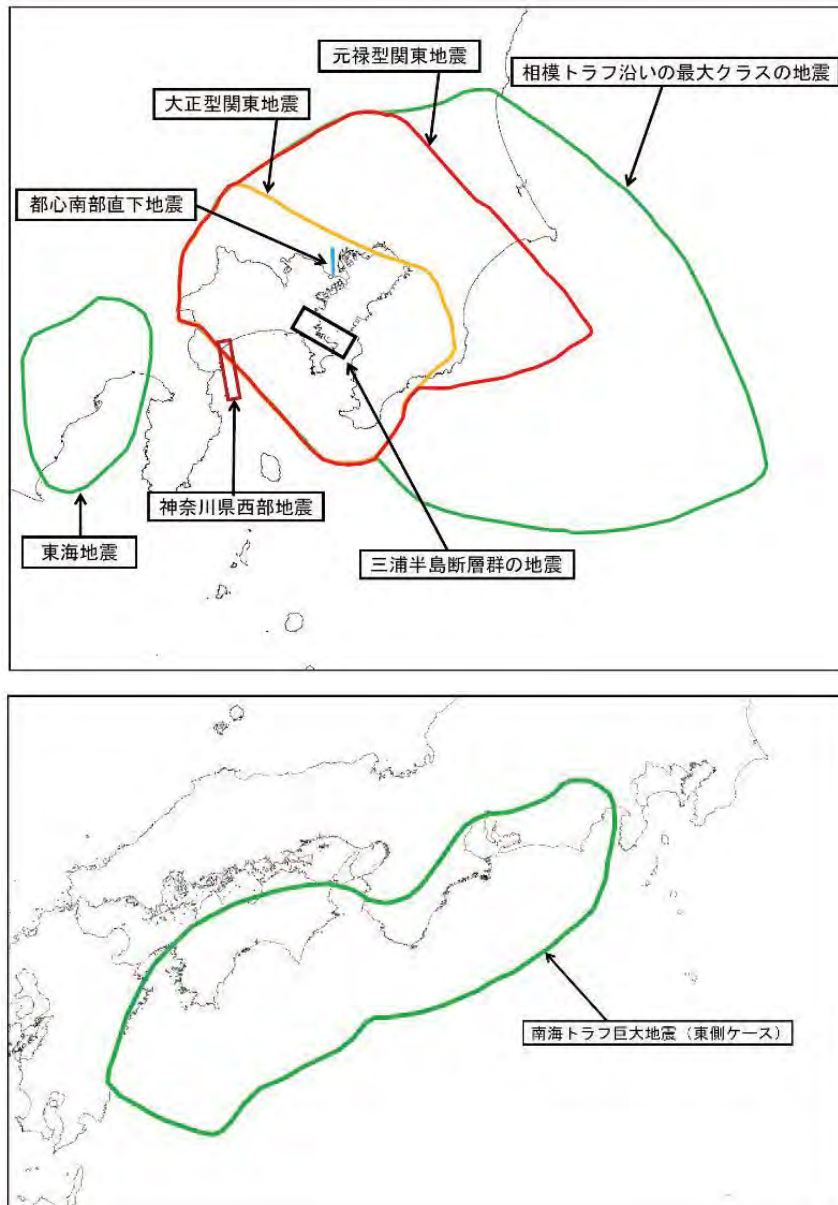 元禄型関東地震
相模トラフ沿いの最大クラスの地震
大正型関東地震
都心南部直下地震
神奈川県西部地震
東海地震
三浦半島断層群の地震
南海トラフ巨大地震（東側ケース）